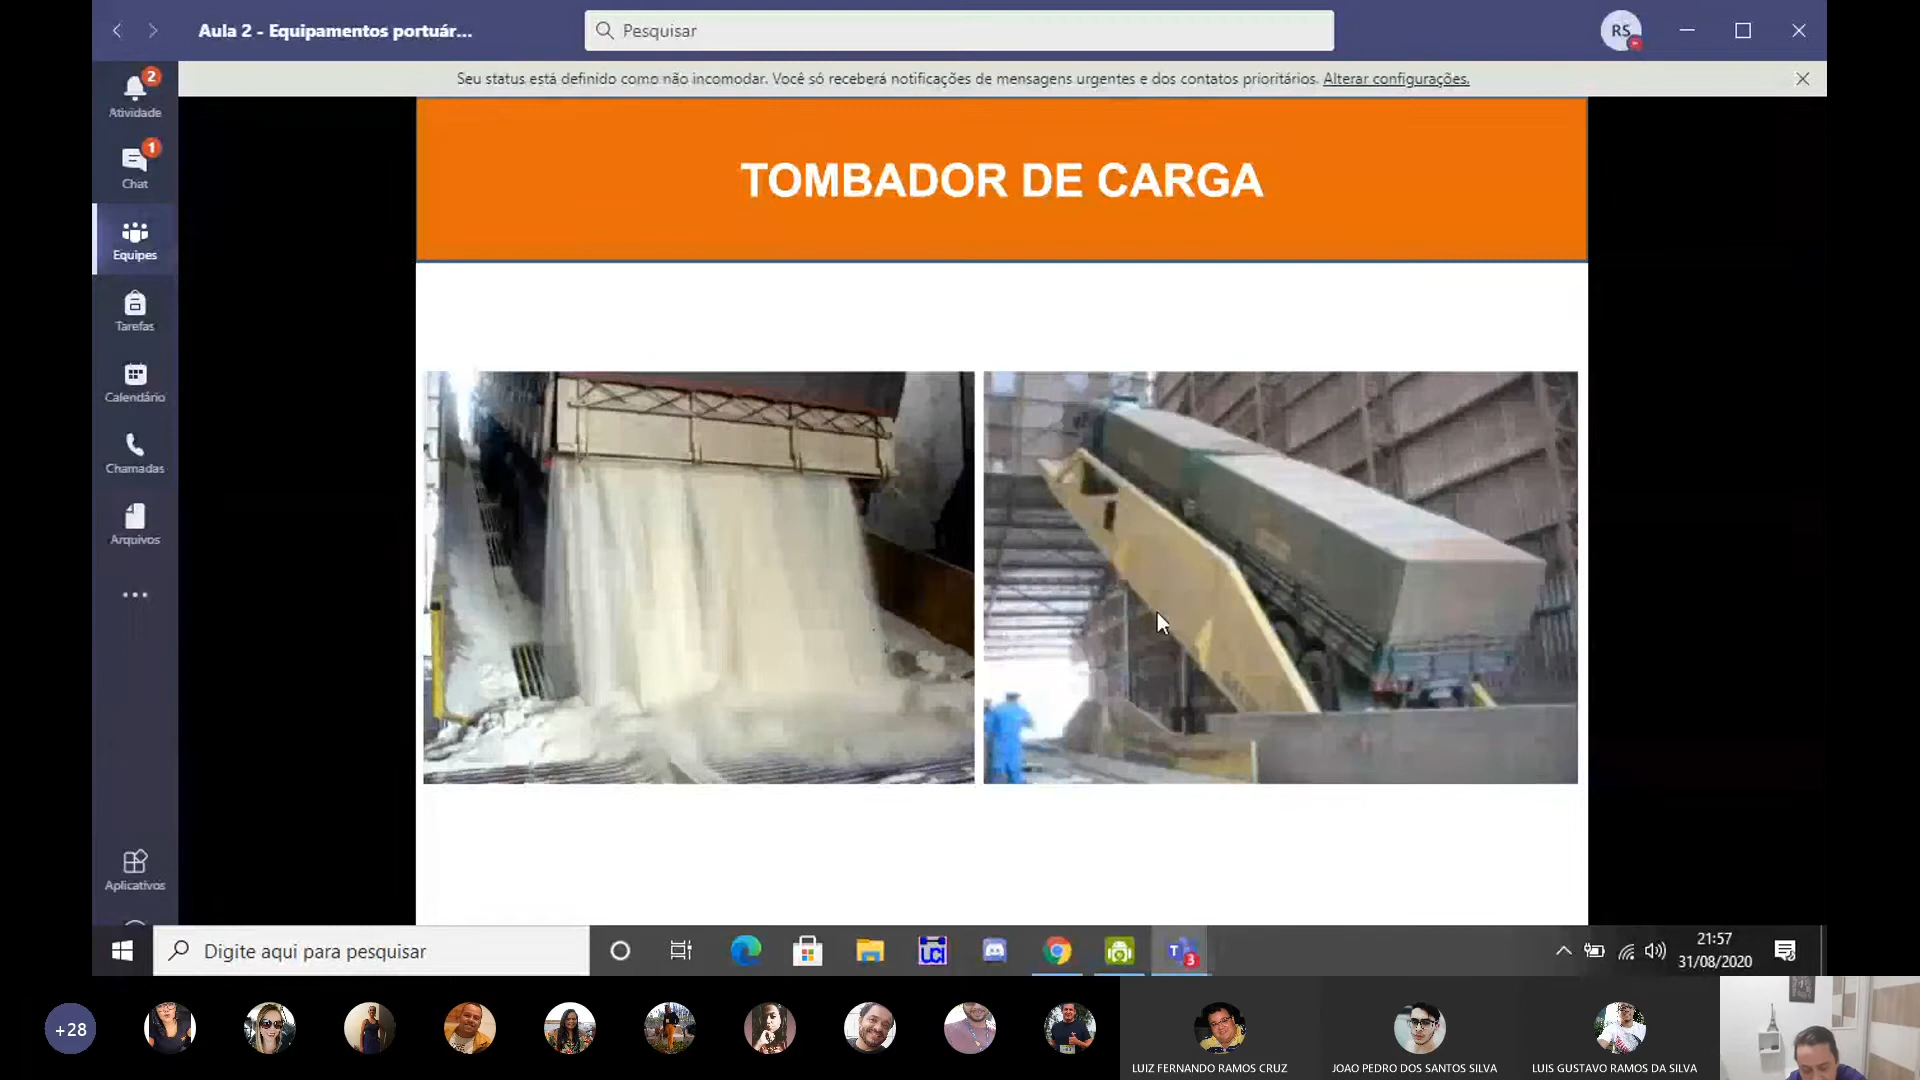 Aula 2 - Equipamentos portuár...
Pesquisar
RS
Seu status está definido como não incomodar. Você só receberá notificações de mensagens urgentes e dos contatos prioritários. Alterar configurações.
2
Atividade
1
Chat
Equipes
Tarefas
Calendário
Chamadas
Arquivos
Aplicativos
TOMBADOR DE CARGA
Digite aqui para pesquisar
UCI
T
3
21:57
31/08/2020
+28
LUIZ FERNANDO RAMOS CRUZ
JOAO PEDRO DOS SANTOS SILVA
LUIS GUSTAVO RAMOS DA SILVA